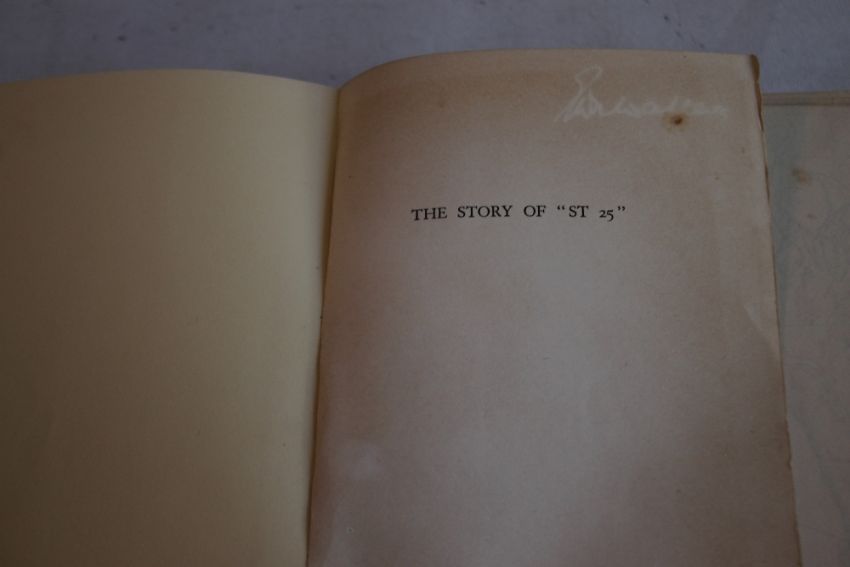 THE STORY OF "ST 25"